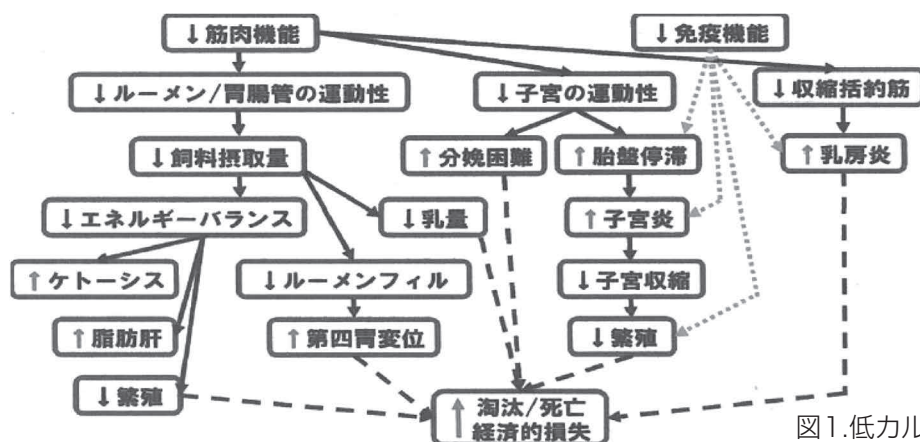 ↓筋肉機能
↓免疫機能
↓ルーメン/胃腸管の運動性
↓子宮の運動性
↓収縮括約筋
↓飼料摂取量
↑分娩困難
↑胎盤停滞
↑乳房炎
↓エネルギーバランス
↓乳量
↑子宮炎
↑ケトーシス
↓ルーメンフィル
↓子宮収縮
↑脂肪肝
↑第四胃変位
↓繁殖
↓繁殖
↑淘汰/死亡
経済的損失
図1.低カル